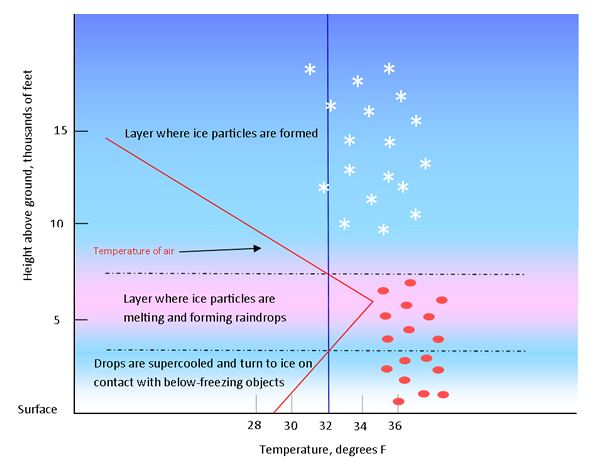 Height above ground, thousands of feet
15
Layer where ice particles are formed
10
Temperature of air
Layer where ice particles are
melting and forming raindrops
5
Drops are supercooled and turn to ice on
contact with below-freezing objects
Surface
28 30 32 34 36
Temperature, degrees F